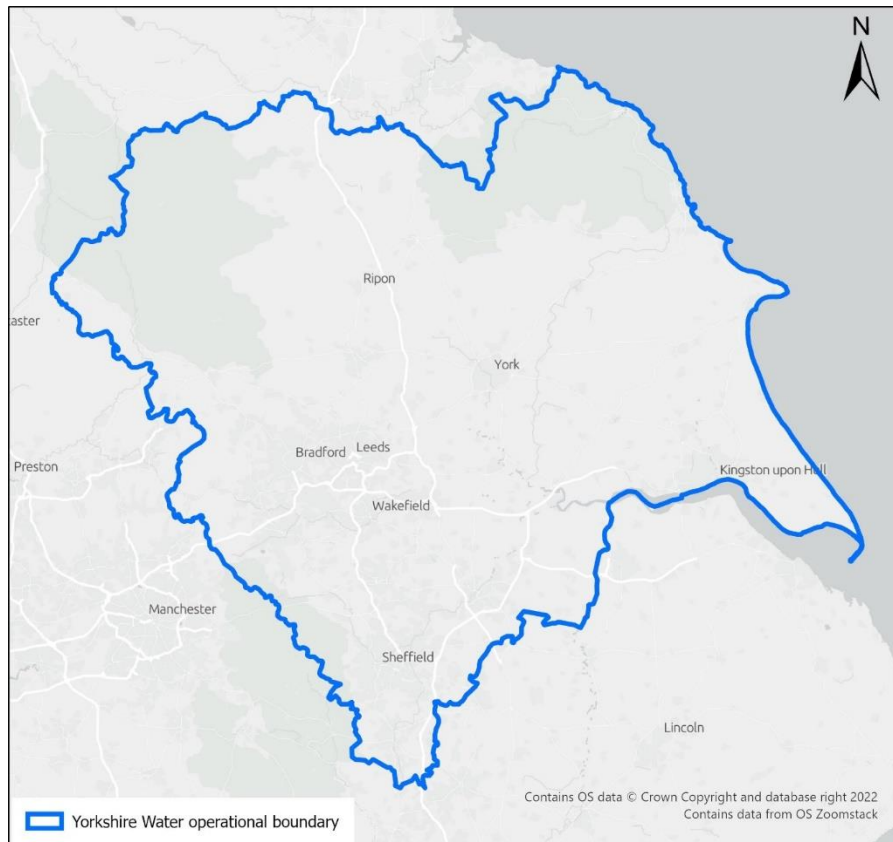 N
Ripon
caster
York
Bradford
Leeds
Preston
Kingston upon Hull
Wakefield
Manchester
Sheffield
Lincoln
Contains OS data © Crown Copyright and database right 2022
Contains data from OS Zoomstack
Yorkshire Water operational boundary